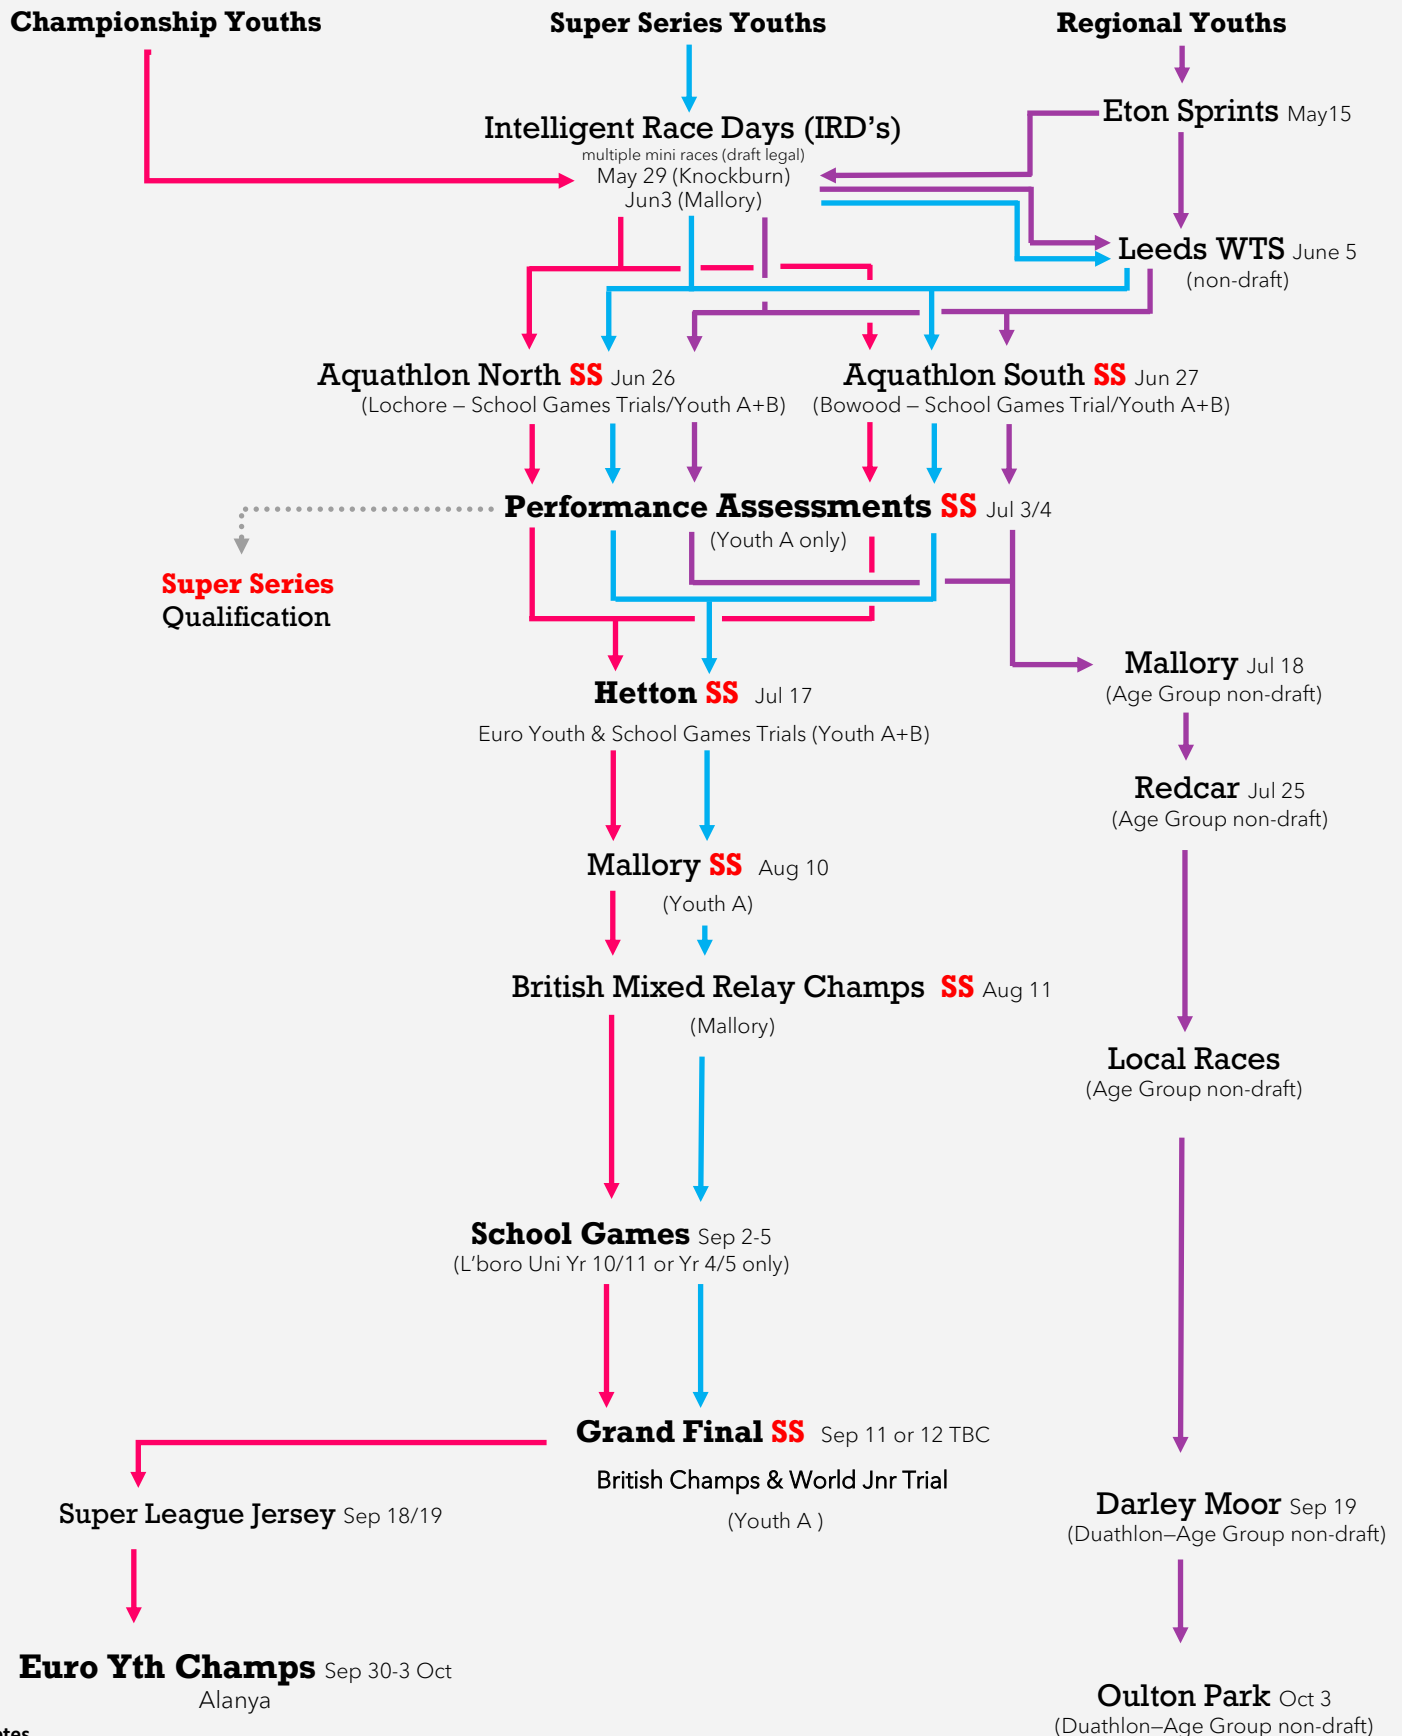 Championship Youths
Super Series Youths
Regional Youths
Eton Sprints May15
Intelligent Race Days (IRD's)
multiple mini races (draft legal)
May 29 (Knockburn)
Jun3 (Mallory)
Leeds WTS June 5
(non-draft)
Aquathlon North SS Jun 26
(Lochore – School Games Trials/Youth A+B)
Aquathlon South SS Jun 27
(Bowood – School Games Trial/Youth A+B)
Performance Assessments SS Jul 3/4
(Youth A only)
Super Series
Qualification
Hetton SS Jul 17
Euro Youth & School Games Trials (Youth A+B)
Mallory Jul 18
(Age Group non-draft)
Redcar Jul 25
(Age Group non-draft)
Mallory SS Aug 10
(Youth A)
British Mixed Relay Champs SS Aug 11
(Mallory)
Local Races
(Age Group non-draft)
School Games Sep 2-5
(L'boro Uni Yr 10/11 or Yr 4/5 only)
Grand Final SS Sep 11 or 12 TBC
British Champs & World Jnr Trial
(Youth A )
Super League Jersey Sep 18/19
Darley Moor Sep 19
(Duathlon–Age Group non-draft)
Euro Yth Champs Sep 30-3 Oct
Alanya
Oulton Park Oct 3
(Duathlon–Age Group non-draft)